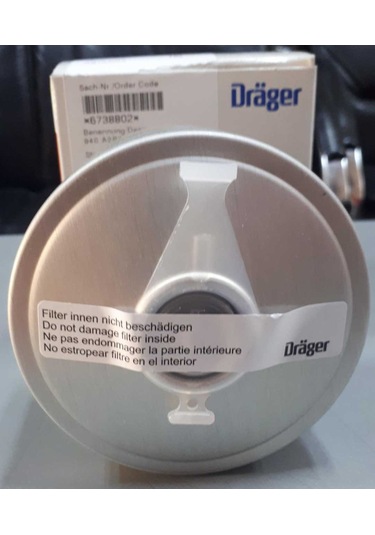 Sach-Nr./Order Code
*6738802*
Dräger
Benennung
Filter innen nicht beschädigen
Do not damage filter inside
Ne pas endommager la partie intérieure
No estropear filtre en el interior
Dräger